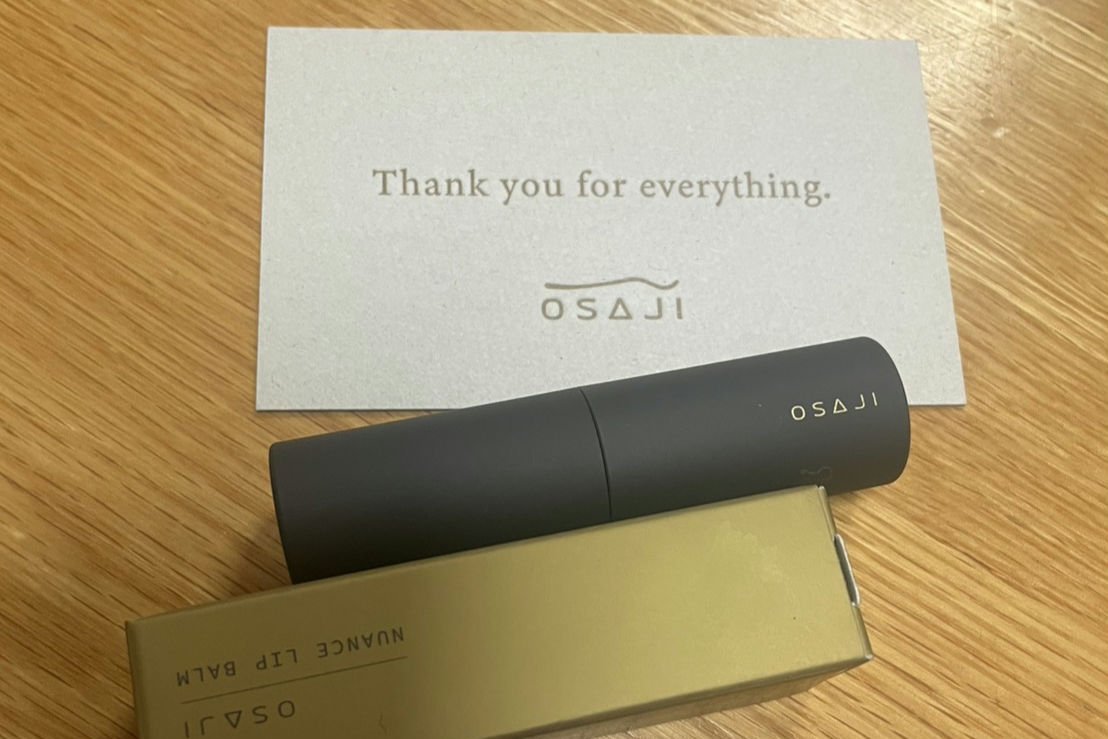 Thank you for everything.
OSAJI
OSAJI
NUANCE LIP BALM
OSAJI